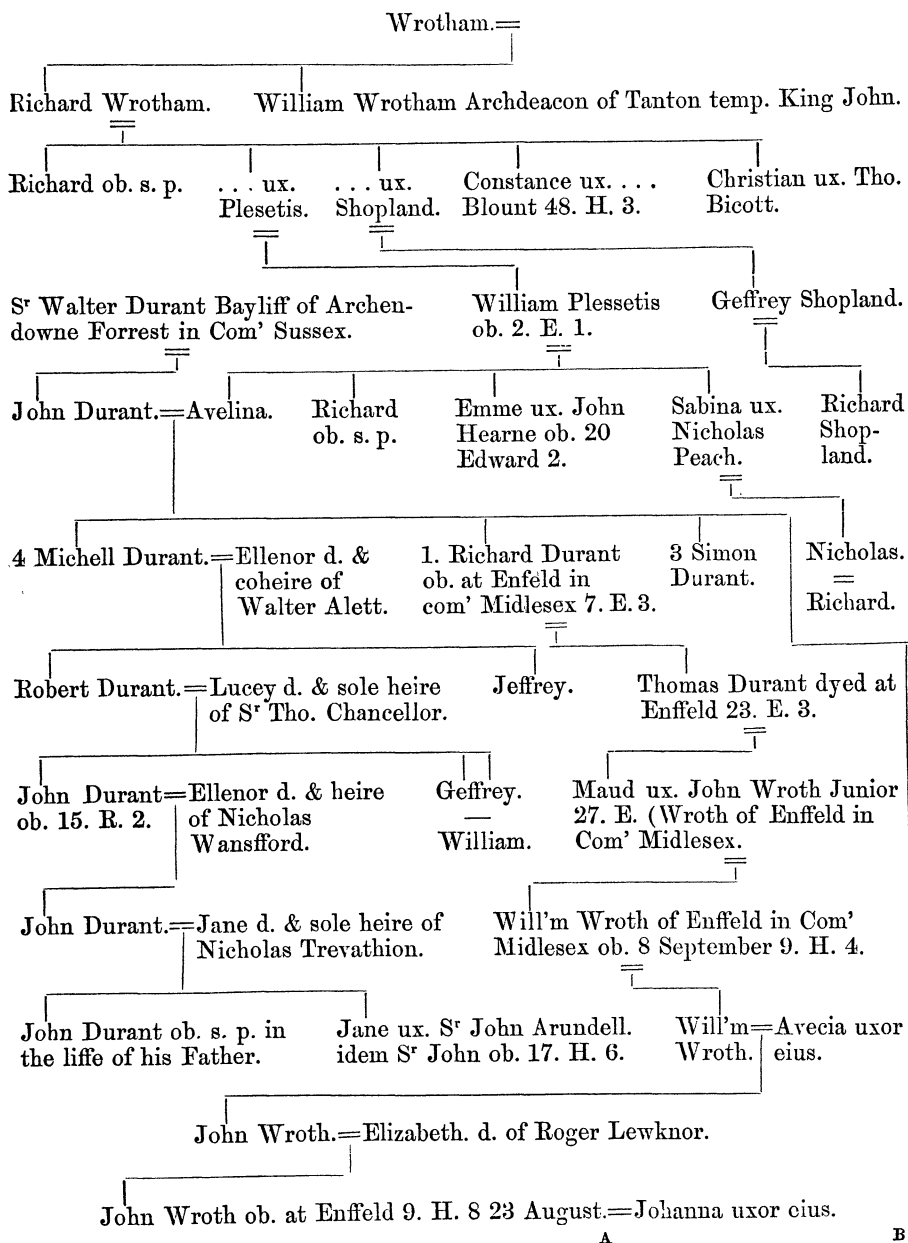 Wrotham.=
Richard Wrotham. William Wrotham Archdeacon of Tanton temp. King John.
Richard ob. s. p.
... ux.
Plesetis.
... ux.
Shopland.
Constance ux. ....
Blount 48. H. 3.
Christian ux. Tho.
Bicott.
Sʳ Walter Durant Bayliff of Archen-
downe Forrest in Com' Sussex.
William Plessetis
ob. 2. E. 1.
Geffrey Shopland.
John Durant.=Avelina.
Richard
ob. s. p.
Emme ux. John
Hearne ob. 20
Edward 2.
Sabina ux.
Nicholas
Peach.
Richard
Shop-
land.
4 Michell Durant.=Ellenor d. &
coheire of
Walter Alett.
1. Richard Durant
ob. at Enfeld in
com' Midlesex 7. E. 3.
3 Simon
Durant.
Nicholas.
=
Richard.
Robert Durant.=Lucey d. & sole heire
of Sʳ Tho. Chancellor.
Jeffrey.
Thomas Durant dyed at
Enffeld 23. E. 3.
John Durant=Ellenor d. & heire
ob. 15. R. 2. of Nicholas
Wansfford.
Geffrey.
—
William.
Maud ux. John Wroth Junior
27. E. (Wroth of Enffeld in
Com' Midlesex.
John Durant.=Jane d. & sole heire of
Nicholas Trevathion.
Will'm Wroth of Enffeld in Com'
Midlesex ob. 8 September 9. H. 4.
John Durant ob. s. p. in
the liffe of his Father.
Jane ux. Sʳ John Arundell.
idem Sʳ John ob. 17. H. 6.
Will'm=Avecia uxor
Wroth. eius.
John Wroth.=Elizabeth. d. of Roger Lewknor.
John Wroth ob. at Enffeld 9. H. 8 23 August.=Johanna uxor eius.
A B